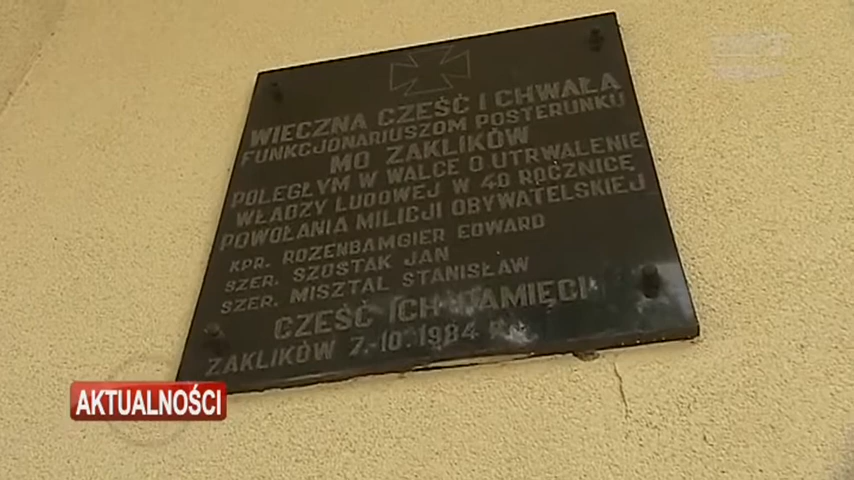 WIECZNA CZEŚĆ I CHWAŁA
FUNKCJONARIUSZOM POSTERUNKU
MO ZAKLIKÓW
POLEGŁYM W WALCE O UTRWALENIE
WŁADZY LUDOWEJ W 40 ROCZNICĘ
POWOŁANIA MILICJI OBYWATELSKIEJ
KPR. ROZENBAMGIER EDWARD
SZER. SZOSTAK JAN
SZER. MISZTAL STANISŁAW
CZEŚĆ ICH PAMIĘCI
ZAKLIKÓW 7.-10.1984
AKTUALNOŚCI